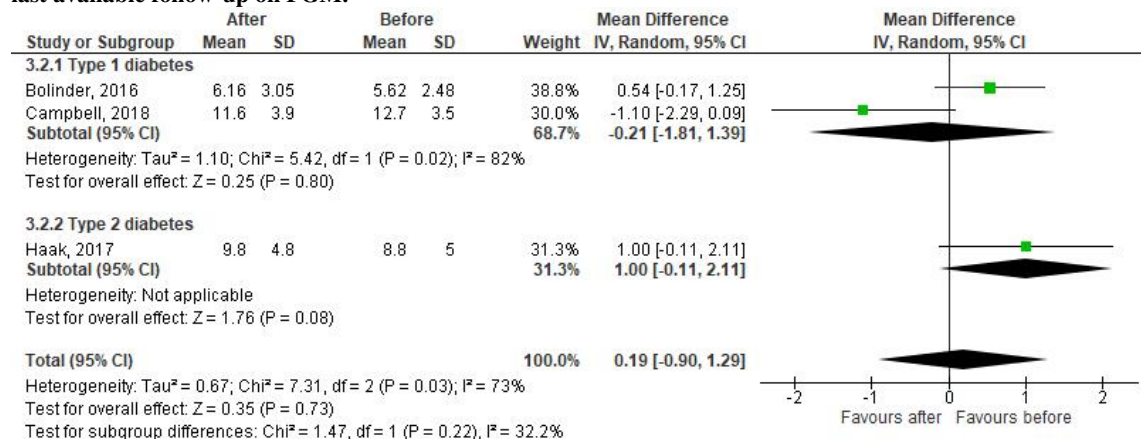 last available follow-up on FGM.
After Before Mean Difference Mean Difference
Study or Subgroup Mean SD Mean SD Weight IV, Random, 95% CI IV, Random, 95% CI
3.2.1 Type 1 diabetes
Bolinder, 2016 6.16 3.05 5.62 2.48 38.8% 0.54 [-0.17, 1.25]
Campbell, 2018 11.6 3.9 12.7 3.5 30.0% -1.10 [-2.29, 0.09]
Subtotal (95% CI) 68.7% -0.21 [-1.81, 1.39]
Heterogeneity: Tau² = 1.10; Chi² = 5.42, df = 1 (P = 0.02); I² = 82%
Test for overall effect: Z = 0.25 (P = 0.80)
3.2.2 Type 2 diabetes
Haak, 2017 9.8 4.8 8.8 5 31.3% 1.00 [-0.11, 2.11]
Subtotal (95% CI) 31.3% 1.00 [-0.11, 2.11]
Heterogeneity: Not applicable
Test for overall effect: Z = 1.76 (P = 0.08)
Total (95% CI) 100.0% 0.19 [-0.90, 1.29]
Heterogeneity: Tau² = 0.67; Chi² = 7.31, df = 2 (P = 0.03); I² = 73%
Test for overall effect: Z = 0.35 (P = 0.73)
Test for subgroup differences: Chi² = 1.47, df = 1 (P = 0.22), I² = 32.2%
-2 -1 0 1 2
Favours after Favours before